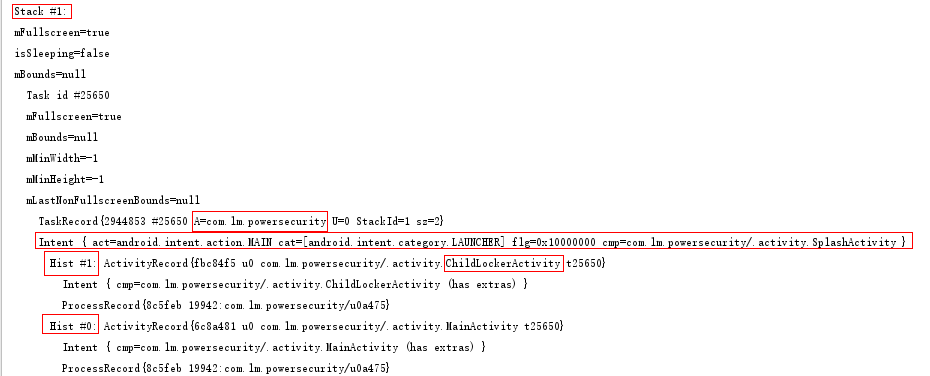 Stack #1:
mFullscreen=true
isSleeping=false
mBounds=null
Task id #25650
mFullscreen=true
mBounds=null
mMinWidth=-1
mMinHeight=-1
mLastNonFullscreenBounds=null
TaskRecord{2944853 #25650 A=com.lm.powersecurity U=0 StackId=1 sz=2}
Intent { act=android.intent.action.MAIN cat=[android.intent.category.LAUNCHER] flg=0x10000000 cmp=com.lm.powersecurity/.activity.SplashActivity }
Hist #1: ActivityRecord{fbc84f5 u0 com.lm.powersecurity/.activity.ChildLockerActivity t25650}
Intent { cmp=com.lm.powersecurity/.activity.ChildLockerActivity (has extras) }
ProcessRecord{8c5feb 19942:com.lm.powersecurity/u0a475}
Hist #0: ActivityRecord{6c8a481 u0 com.lm.powersecurity/.activity.MainActivity t25650}
Intent { cmp=com.lm.powersecurity/.activity.MainActivity (has extras) }
ProcessRecord{8c5feb 19942:com.lm.powersecurity/u0a475}